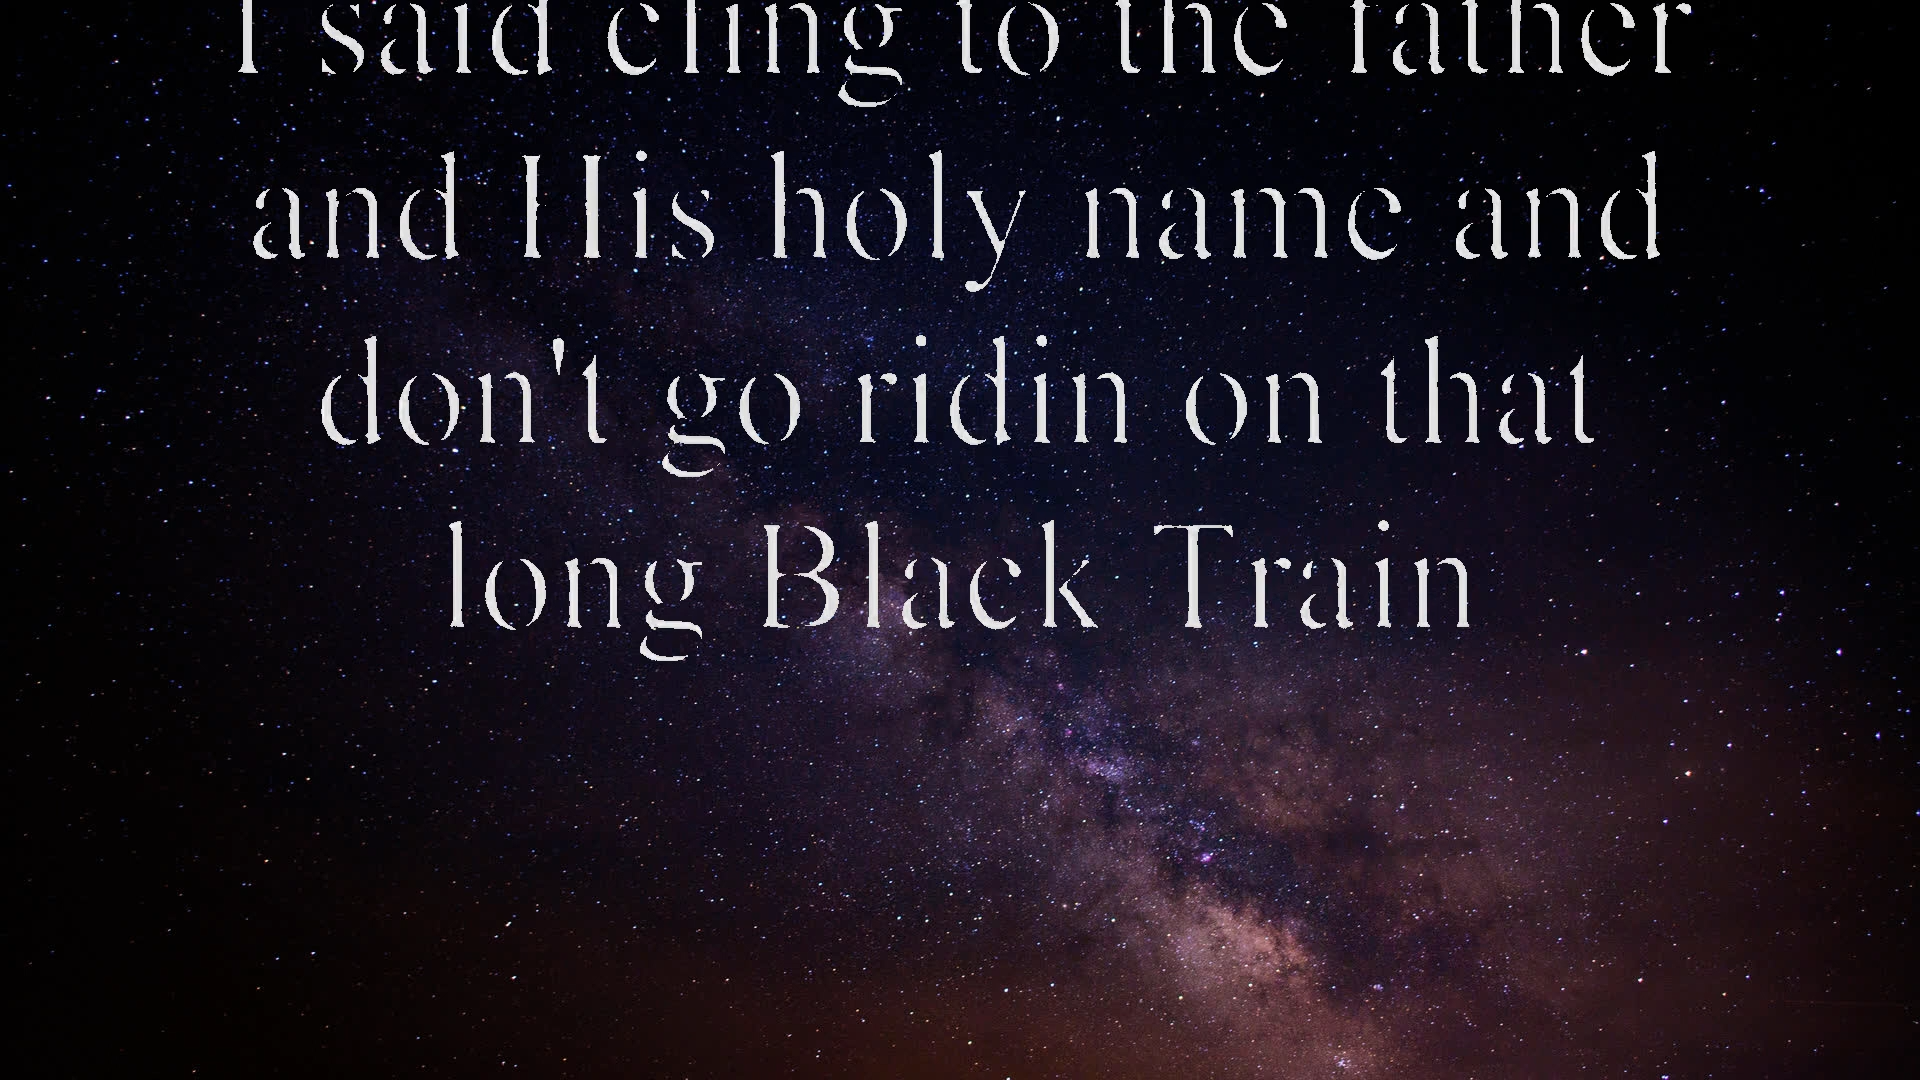 I said cling to the father
and His holy name and
don't go ridin on that
long Black Train